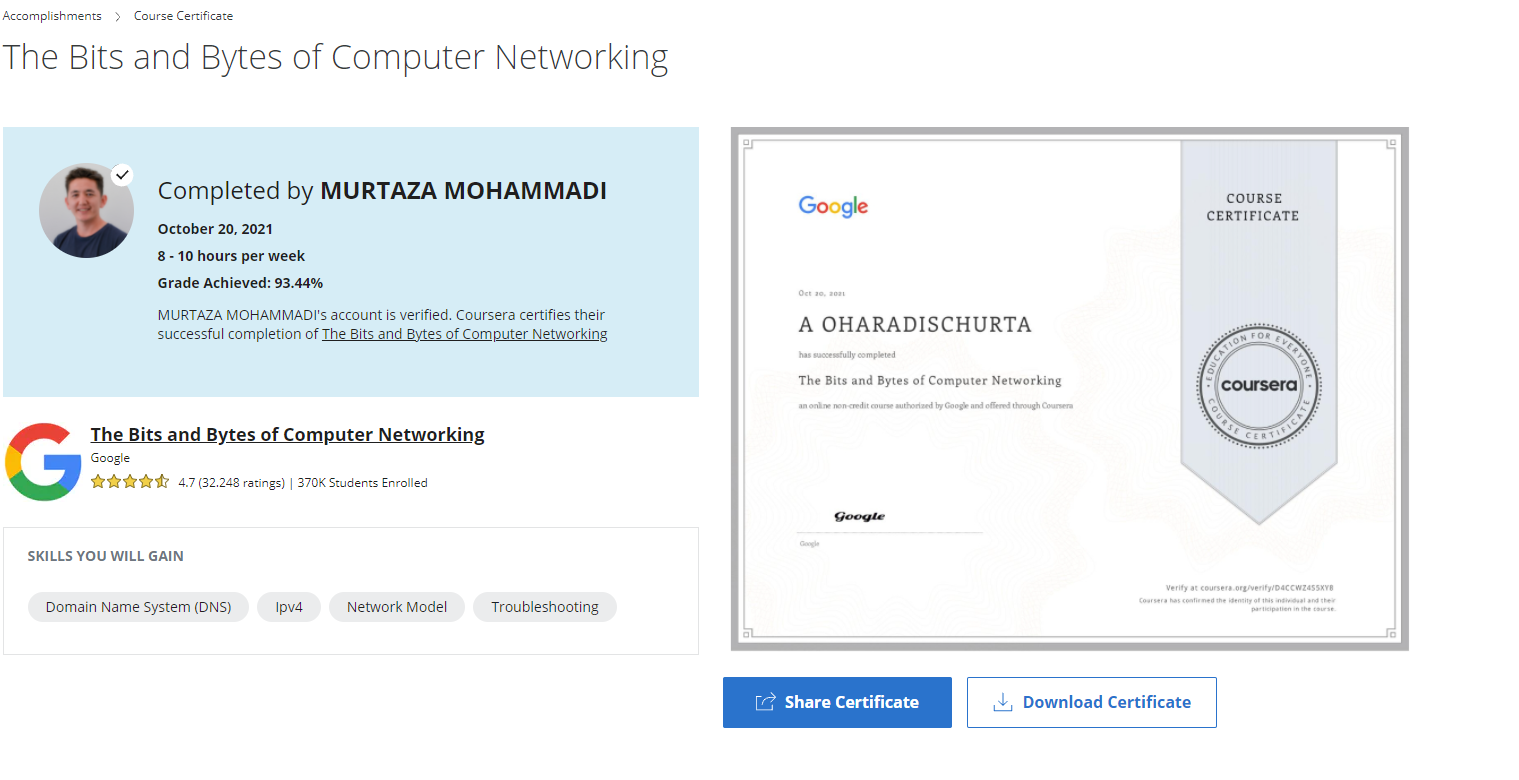 Accomplishments > Course Certificate
The Bits and Bytes of Computer Networking
Completed by MURTAZA MOHAMMADI
October 20, 2021
8 - 10 hours per week
Grade Achieved: 93.44%
MURTAZA MOHAMMADI's account is verified. Coursera certifies their
successful completion of The Bits and Bytes of Computer Networking
The Bits and Bytes of Computer Networking
Google
4.7 (32.248 ratings) | 370K Students Enrolled
SKILLS YOU WILL GAIN
Domain Name System (DNS) Ipv4 Network Model Troubleshooting
Google
COURSE
CERTIFICATE
Oct 20, 2021
A OHARADISCHURTA
has successfully completed
The Bits and Bytes of Computer Networking
an online non-credit course authorized by Google and offered through Coursera
EDUCATION FOR EVERYONE
coursera
COURSE CERTIFICATE
Google
Google
Verify at coursera.org/verify/D4CCWZ4S5XYB
Coursera has confirmed the identity of this individual and their
participation in the course.
Share Certificate
Download Certificate